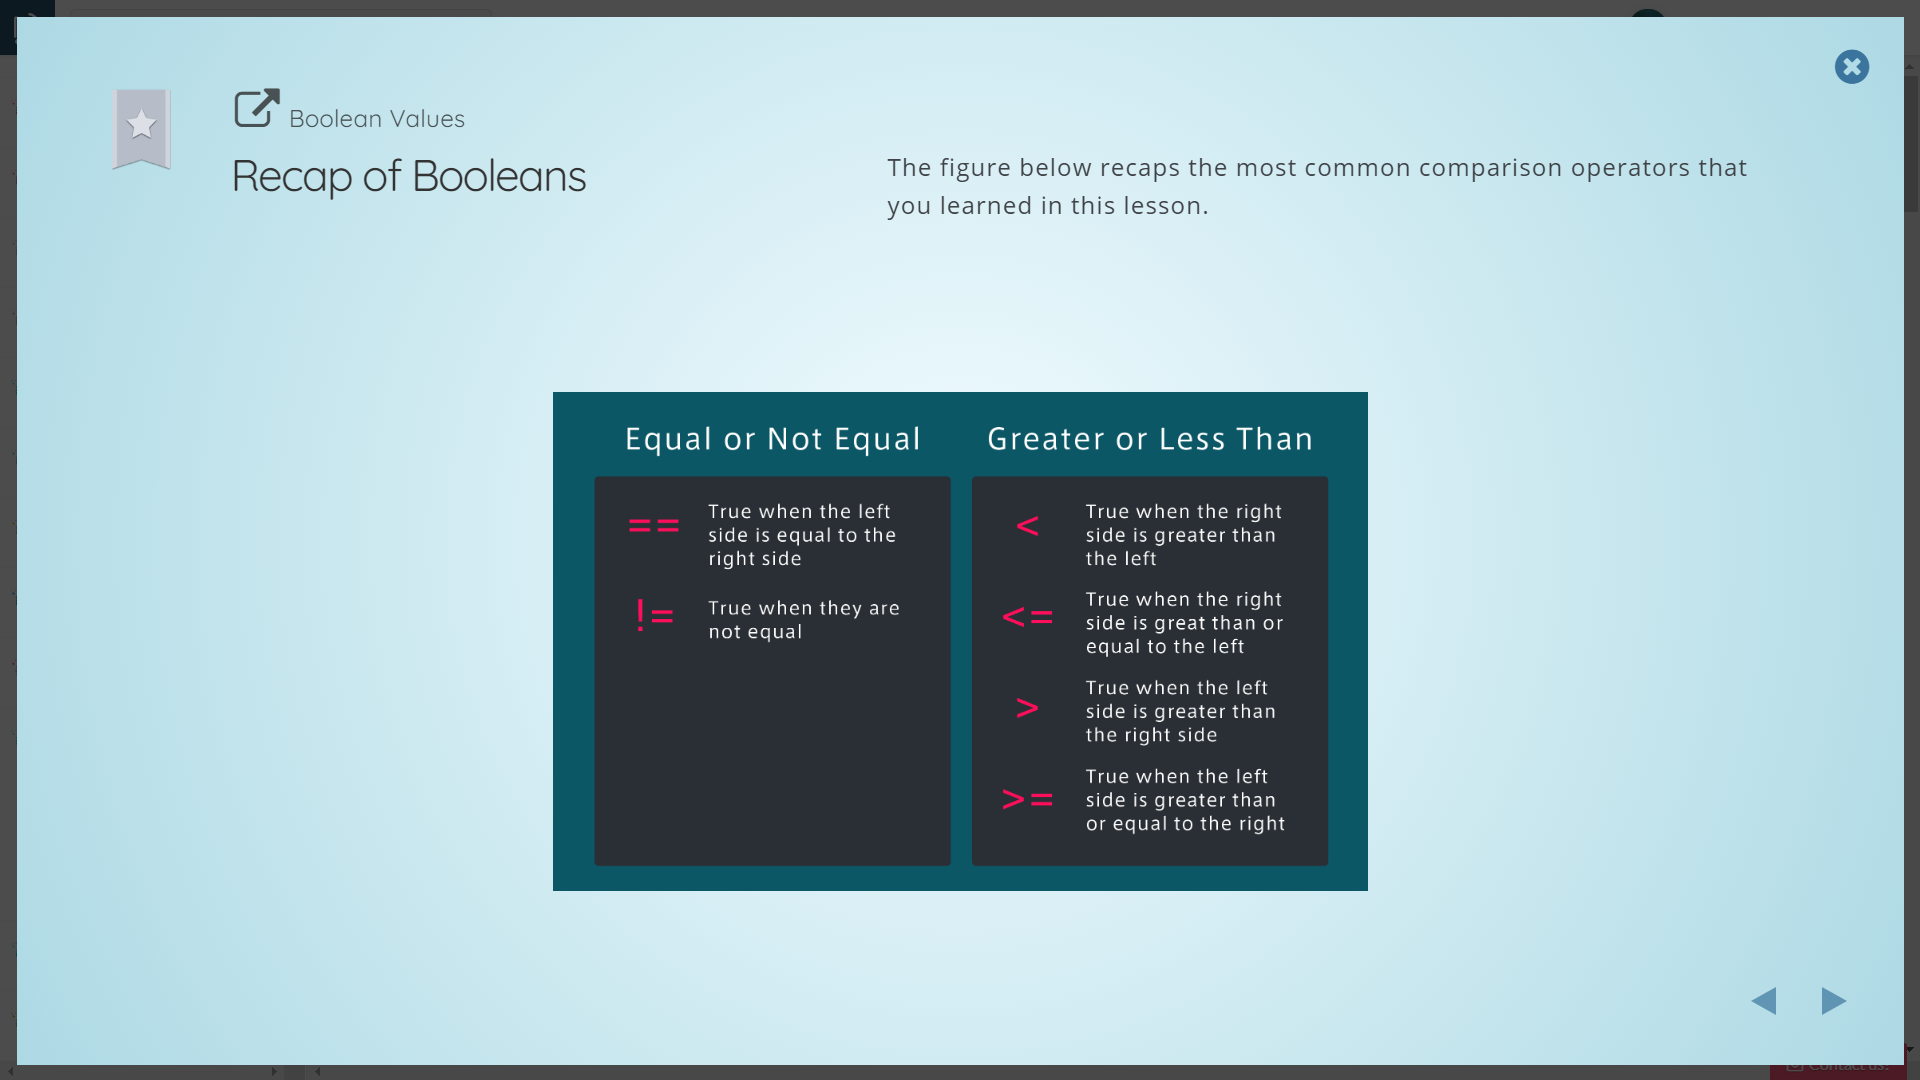 Boolean Values
Recap of Booleans
The figure below recaps the most common comparison operators that
you learned in this lesson.
Equal or Not Equal
== True when the left
side is equal to the
right side
!= True when they are
not equal
Greater or Less Than
< True when the right
side is greater than
the left
<= True when the right
side is great than or
equal to the left
> True when the left
side is greater than
the right side
>= True when the left
side is greater than
or equal to the right
Contact us!